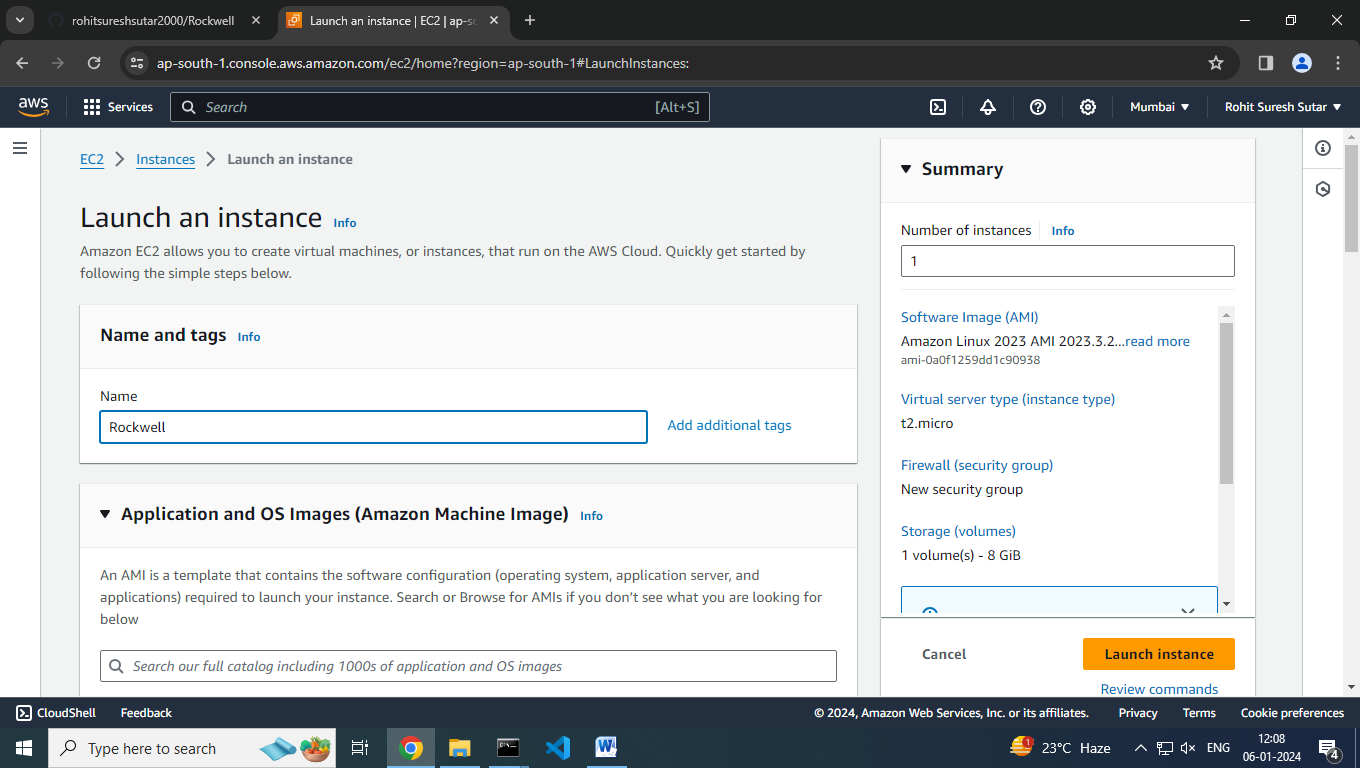 rohitsureshsutar2000/Rockwell
Launch an instance | EC2 | ap-so
ap-south-1.console.aws.amazon.com/ec2/home?region=ap-south-1#LaunchInstances:
aws Services Search [Alt+S] Mumbai Rohit Suresh Sutar
EC2 Instances Launch an instance
Launch an instance Info
Amazon EC2 allows you to create virtual machines, or instances, that run on the AWS Cloud. Quickly get started by
following the simple steps below.
Name and tags Info
Name
Rockwell
Add additional tags
Application and OS Images (Amazon Machine Image) Info
An AMI is a template that contains the software configuration (operating system, application server, and
applications) required to launch your instance. Search or Browse for AMIs if you don't see what you are looking for
below
Search our full catalog including 1000s of application and OS images
Summary
Number of instances Info
1
Software Image (AMI)
Amazon Linux 2023 AMI 2023.3.2...read more
ami-0a0f1259dd1c90938
Virtual server type (instance type)
t2.micro
Firewall (security group)
New security group
Storage (volumes)
1 volume(s) - 8 GiB
Cancel
Launch instance
Review commands
CloudShell Feedback © 2024, Amazon Web Services, Inc. or its affiliates. Privacy Terms Cookie preferences
Type here to search
1
23°C Haze
ENG
12:08
06-01-2024
4